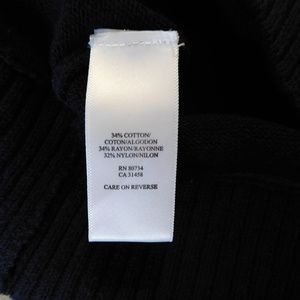 34% COTTON/
COTON/ALGODON
34% RAYON/RAYONNE
32% NYLON/NILON
RN 80734
CA 31458
CARE ON REVERSE